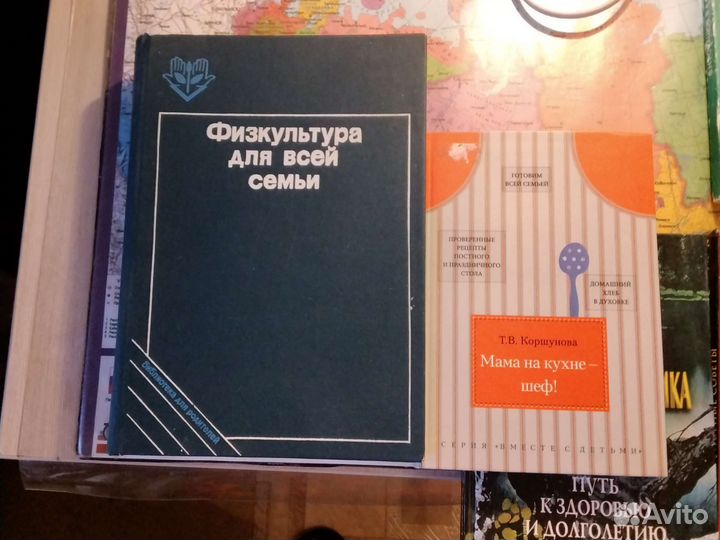 Физкультура
для всей
семьи
Библиотека для родителей
ГОТОВИМ
ВСЕЙ СЕМЬЕЙ
ПРОВЕРЕННЫЕ
РЕЦЕПТЫ
ПОСТНОГО
И ПРАЗДНИЧНОГО
СТОЛА
ДОМАШНИЙ
ХЛЕБ
В ДУХОВКЕ
Т.В. Коршунова
Мама на кухне –
шеф!
СЕРИЯ «ВМЕСТЕ С ДЕТЬМИ»
ПУТЬ
К ЗДОРОВЬЮ
И ДОЛГОЛЕТИЮ
Avito